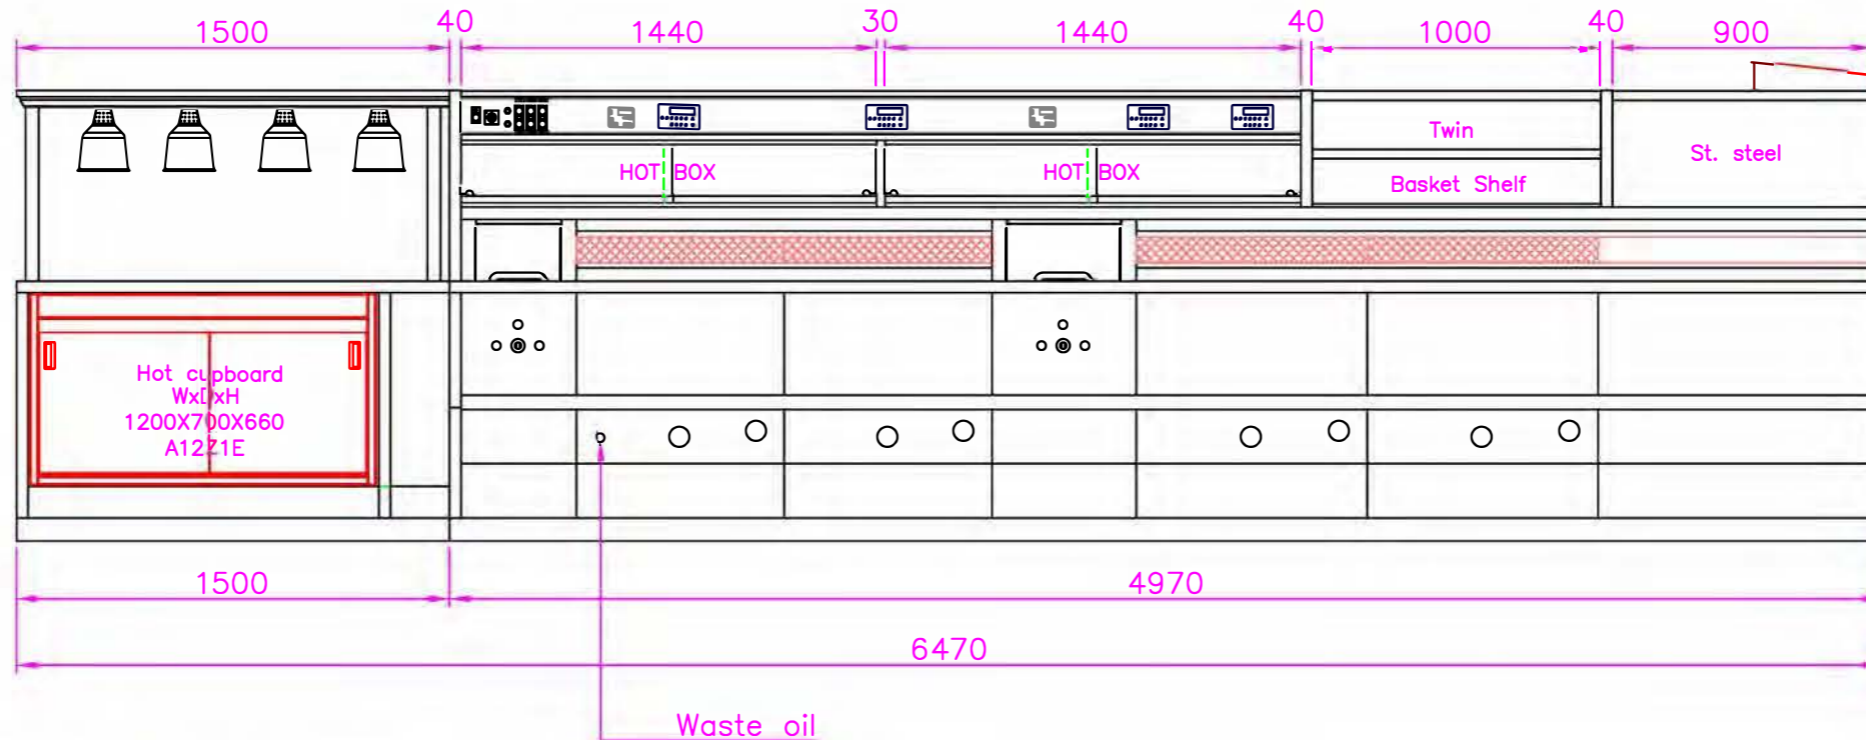 1500
40
1440
30
1440
40
1000
40
900
Twin
Basket Shelf
St. steel
HOT BOX
HOT BOX
Hot cupboard
WxDxH
1200X700X660
A12Z1E
1500
4970
6470
Waste oil